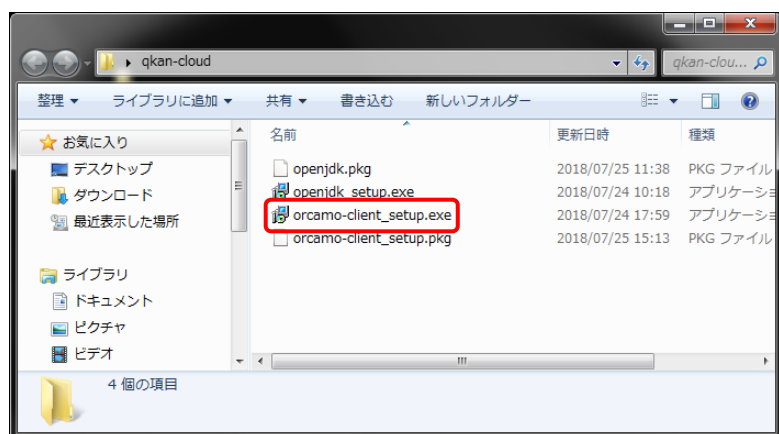 qkan-cloud
qkan-clou...
整理 ライブラリに追加 共有 書き込む 新しいフォルダー
お気に入り
デスクトップ
ダウンロード
最近表示した場所
ライブラリ
ドキュメント
ピクチャ
ビデオ
名前 更新日時 種類
openjdk.pkg 2018/07/25 11:38 PKG ファイル
openjdk_setup.exe 2018/07/24 10:18 アプリケーショ
orcamo-client_setup.exe 2018/07/24 17:59 アプリケーショ
orcamo-client_setup.pkg 2018/07/25 15:13 PKG ファイル
4 個の項目